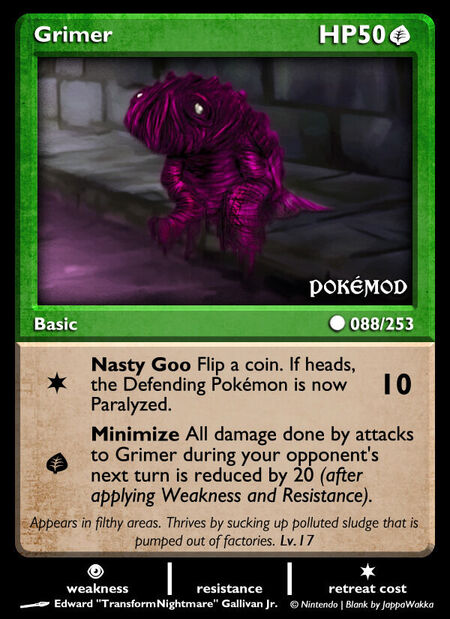 Grimer HP50
POKÉMOD
Basic 088/253
Nasty Goo Flip a coin. If heads,
the Defending Pokémon is now
Paralyzed.
10
Minimize All damage done by attacks
to Grimer during your opponent's
next turn is reduced by 20 (after
applying Weakness and Resistance).
Appears in filthy areas. Thrives by sucking up polluted sludge that is
pumped out of factories. Lv.17
weakness resistance retreat cost
Edward "TransformNightmare" Gallivan Jr. © Nintendo | Blank by JappaWakka